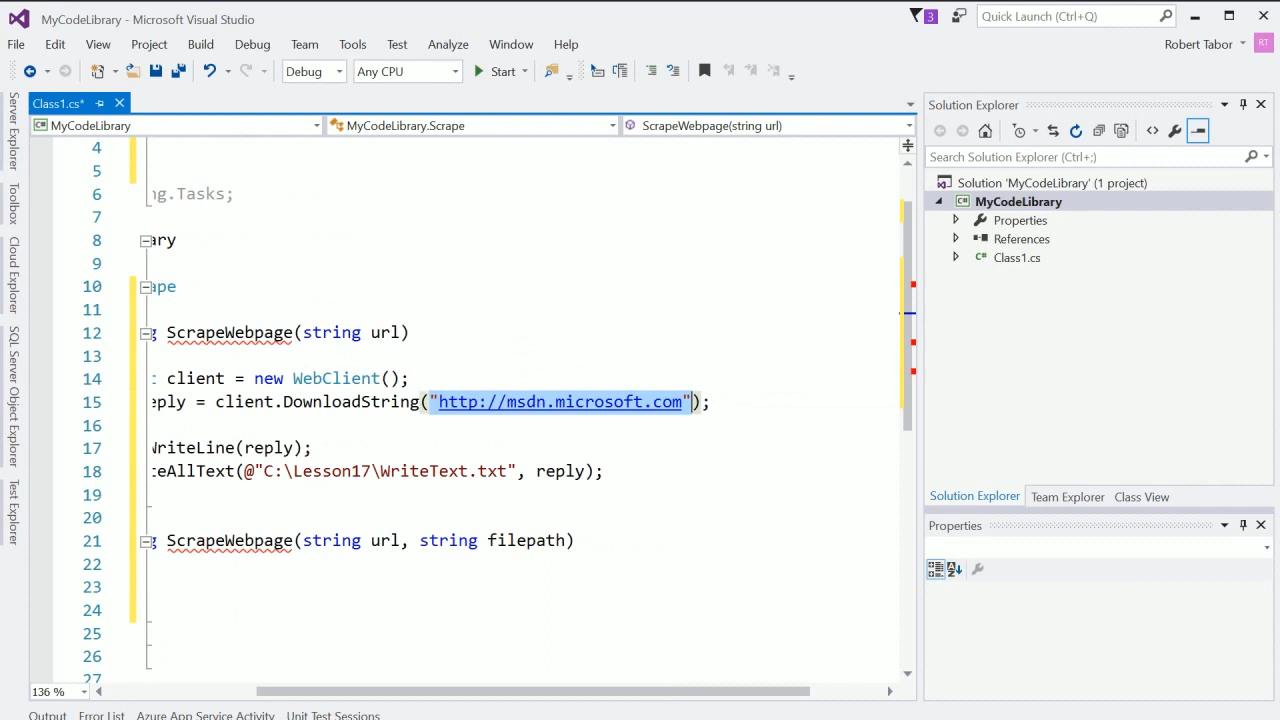 MyCodeLibrary - Microsoft Visual Studio
3
Quick Launch (Ctrl+Q)
File Edit View Project Build Debug Team Tools Test Analyze Window Help
Robert Tabor
RT
Debug Any CPU Start
Server Explorer
Toolbox
Cloud Explorer
SQL Server Object Explorer
Test Explorer
Class1.cs*
MyCodeLibrary MyCodeLibrary.Scrape ScrapeWebpage(string url)
4
5
6 ng.Tasks;
7
8 ary
9
10 ape
11
12 g ScrapeWebpage(string url)
13
14 t client = new WebClient();
15 eply = client.DownloadString("http://msdn.microsoft.com");
16
17 WriteLine(reply);
18 teAllText(@"C:\Lesson17\WriteText.txt", reply);
19
20
21 g ScrapeWebpage(string url, string filepath)
22
23
24
25
26
27
136 %
Output Error List Azure App Service Activity Unit Test Sessions
Solution Explorer
Search Solution Explorer (Ctrl+;)
Solution 'MyCodeLibrary' (1 project)
C# MyCodeLibrary
Properties
References
C# Class1.cs
Solution Explorer Team Explorer Class View
Properties